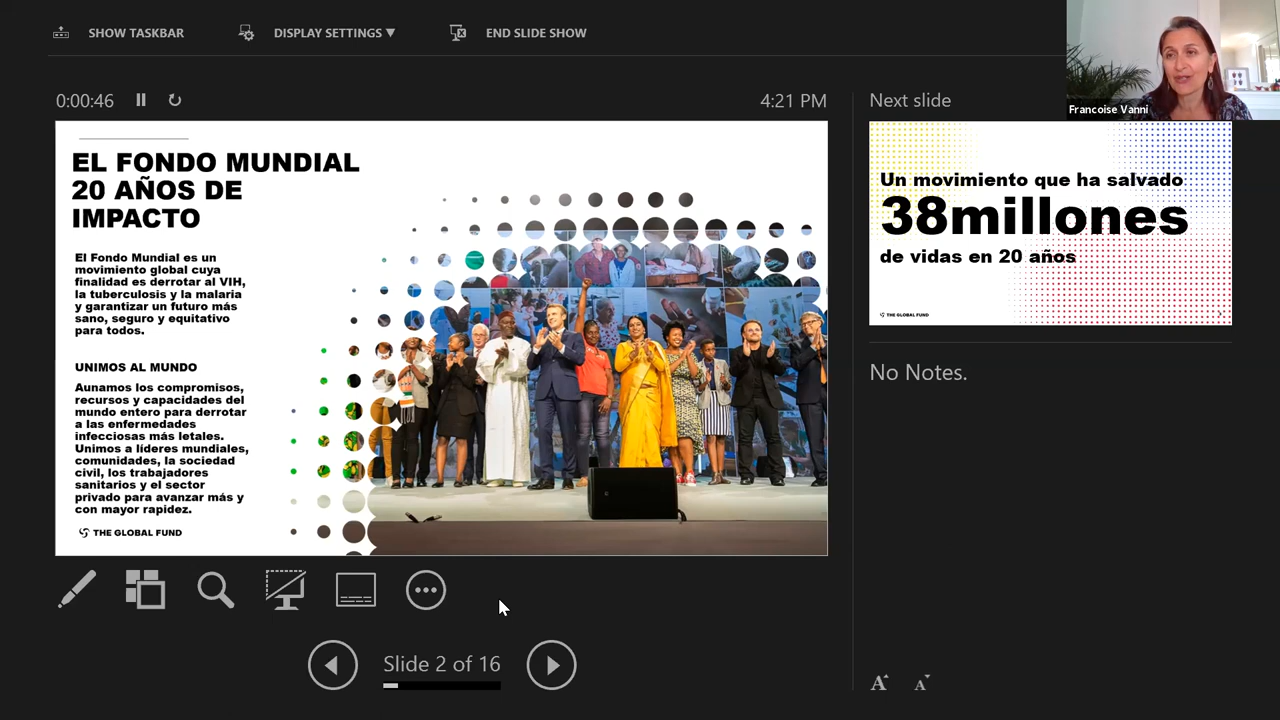 SHOW TASKBAR
DISPLAY SETTINGS ▼
END SLIDE SHOW
Francoise Vanni
0:00:46
4:21 PM
EL FONDO MUNDIAL
20 AÑOS DE
IMPACTO
El Fondo Mundial es un
movimiento global cuya
finalidad es derrotar al VIH,
la tuberculosis y la malaria
y garantizar un futuro más
sano, seguro y equitativo
para todos.
UNIMOS AL MUNDO
Aunamos los compromisos,
recursos y capacidades del
mundo entero para derrotar
a las enfermedades
infecciosas más letales.
Unimos a líderes mundiales,
comunidades, la sociedad
civil, los trabajadores
sanitarios y el sector
privado para avanzar más y
con mayor rapidez.
THE GLOBAL FUND
Next slide
Un movimiento que ha salvado
38millones
de vidas en 20 años
THE GLOBAL FUND
No Notes.
Slide 2 of 16
A A